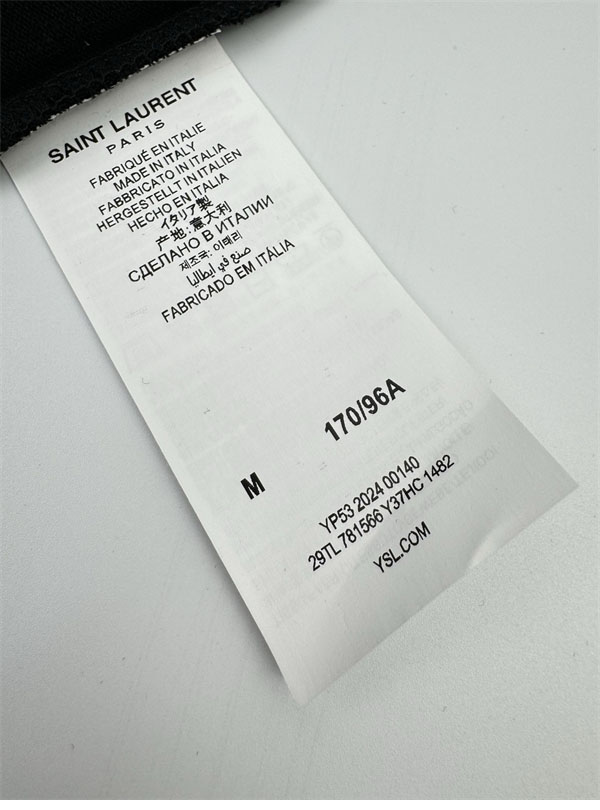 SAINT LAURENT
PARIS
FABRIQUÉ EN ITALIE
MADE IN ITALY
FABBRICATO IN ITALIA
HERGESTELLT IN ITALIEN
HECHO EN ITALIA
イタリア製
产地:意大利
СДЕЛАНО В ИТАЛИИ
제조국: 이태리
صنع في ايطاليا
FABRICADO EM ITÁLIA
170/96A
M
YP53 2024 00140
29TL 781566 Y37HC 1482
YSL.COM